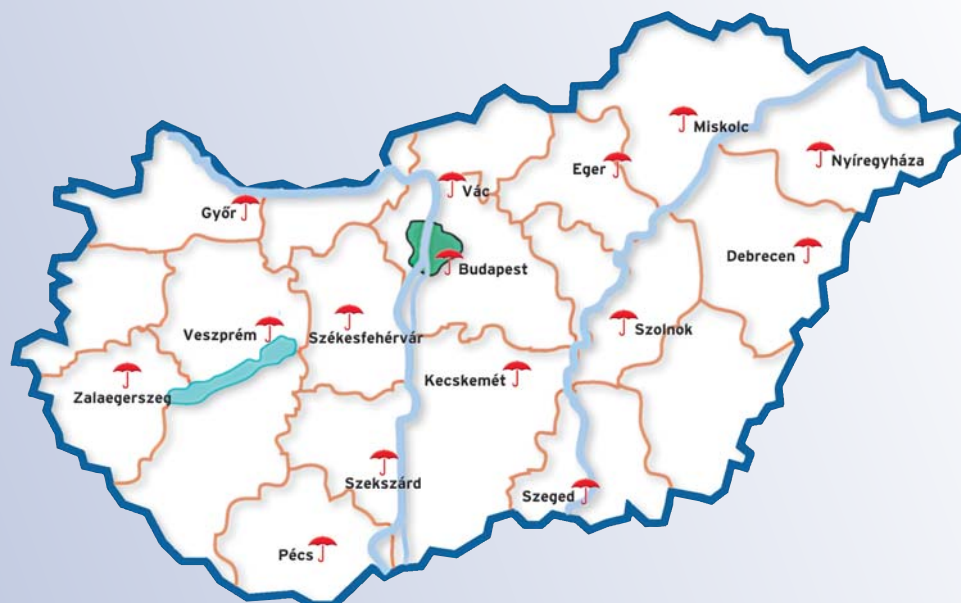 Miskolc
Nyíregyháza
Eger
Vác
Győr
Debrecen
Budapest
Veszprém
Székesfehérvár
Szolnok
Kecskemét
Zalaegerszeg
Szekszárd
Szeged
Pécs